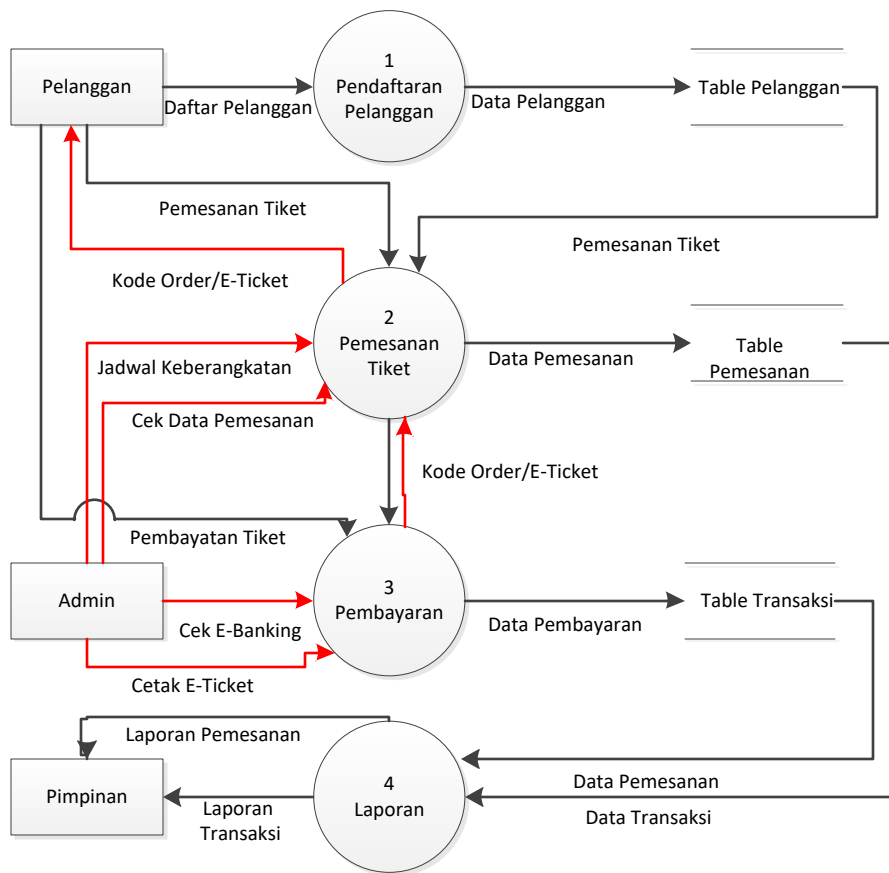 1
Pendaftaran
Pelanggan
Pelanggan
Daftar Pelanggan
Data Pelanggan
Table Pelanggan
Pemesanan Tiket
Pemesanan Tiket
Kode Order/E-Ticket
2
Pemesanan
Tiket
Jadwal Keberangkatan
Data Pemesanan
Table
Pemesanan
Cek Data Pemesanan
Kode Order/E-Ticket
Pembayatan Tiket
Admin
3
Pembayaran
Cek E-Banking
Data Pembayaran
Table Transaksi
Cetak E-Ticket
Laporan Pemesanan
Pimpinan
Laporan
Transaksi
4
Laporan
Data Pemesanan
Data Transaksi